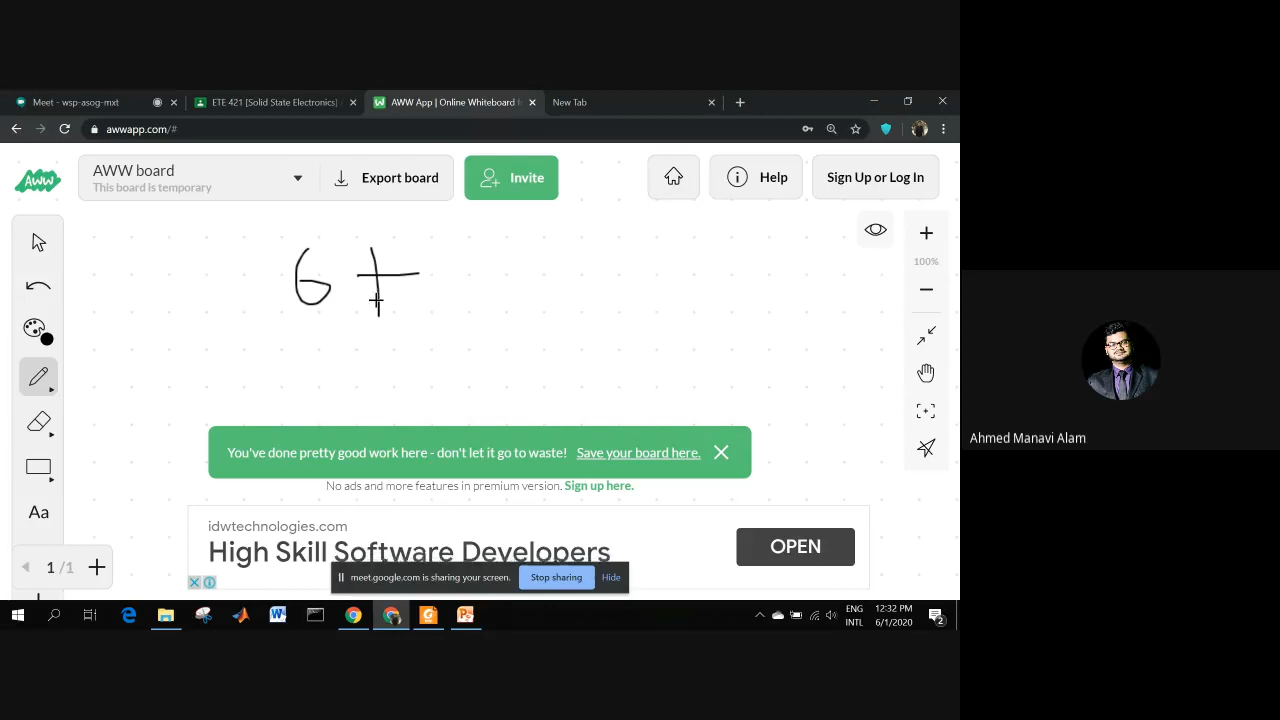 Meet - wsp-asog-mxt
ETE 421 [Solid State Electronics]
AWW App | Online Whiteboard
New Tab
awwapp.com/#
AWW
AWW board
This board is temporary
Export board
Invite
Help
Sign Up or Log In
6 +
100%
You've done pretty good work here - don't let it go to waste! Save your board here.
No ads and more features in premium version. Sign up here.
Aa
idwtechnologies.com
High Skill Software Developers
OPEN
1 /1
meet.google.com is sharing your screen. Stop sharing Hide
Ahmed Manavi Alam
ENG
INTL
12:32 PM
6/1/2020
2